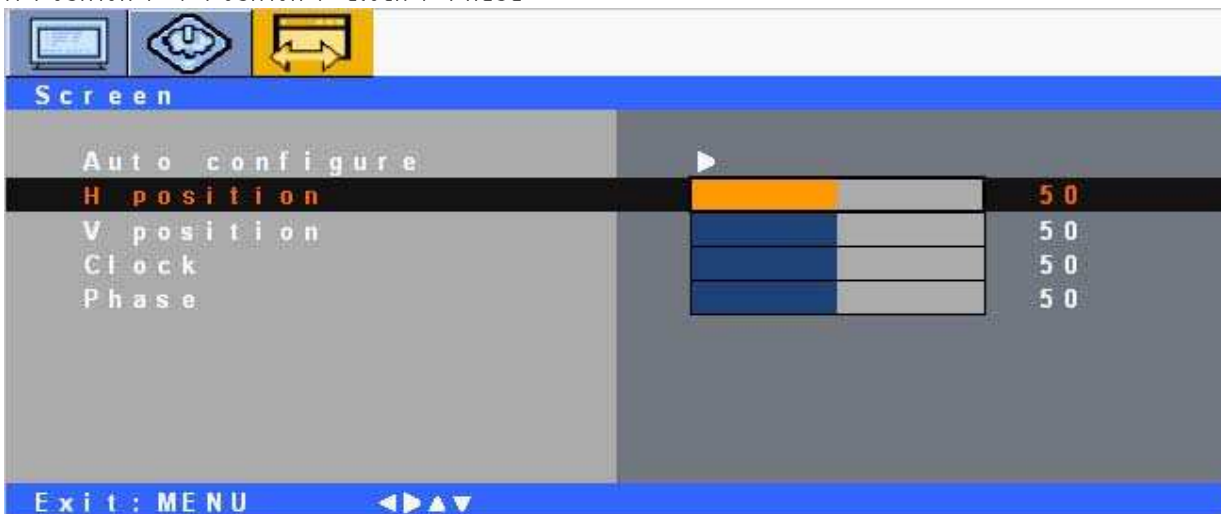 Screen
Auto configure
H position 50
V position 50
Clock 50
Phase 50
Exit: MENU